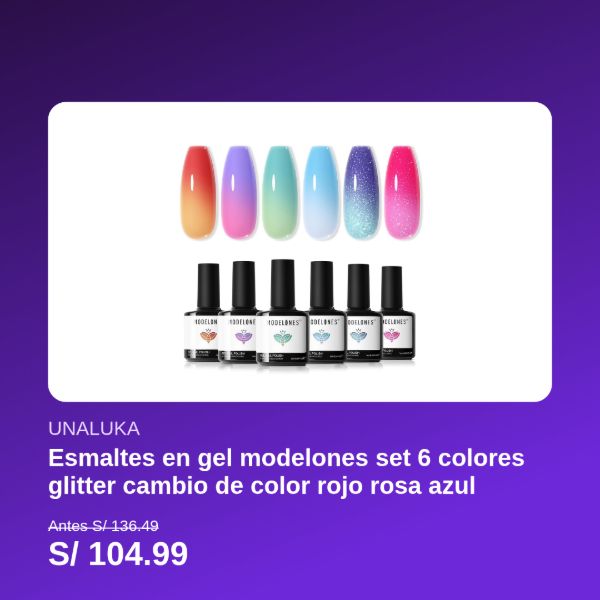 MODELONES
UNALUKA
Esmaltes en gel modelones set 6 colores
glitter cambio de color rojo rosa azul
Antes S/ 136.49
S/ 104.99